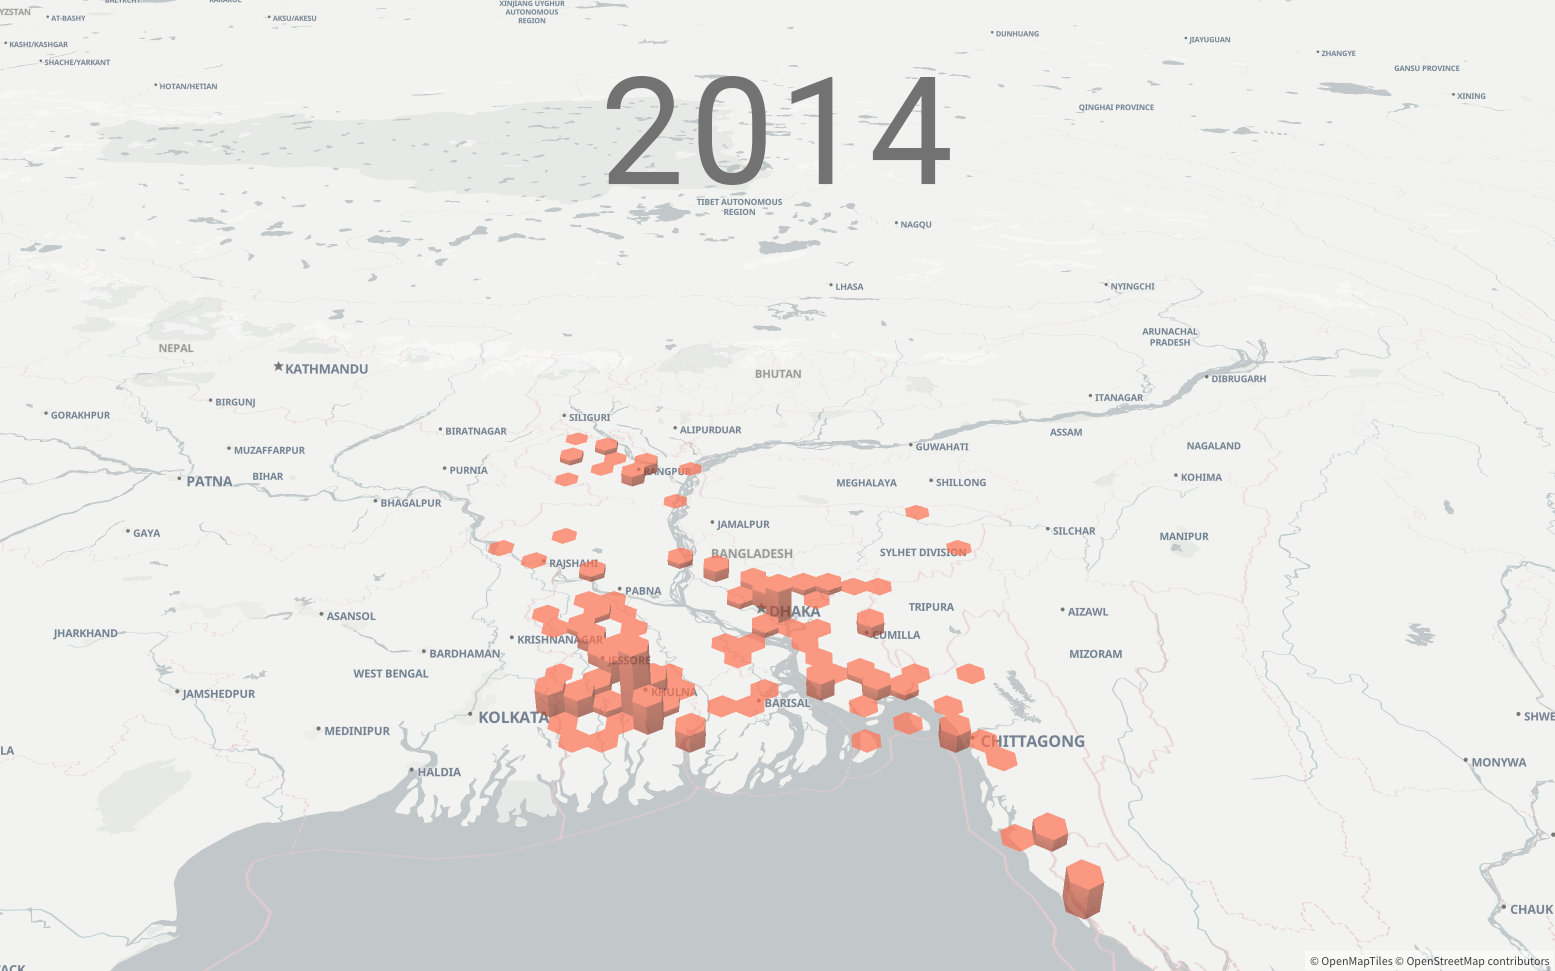 XINJIANG UYGHUR
AUTONOMOUS
REGION
AT-BASHY
AKSU/AKESU
KASHI/KASHGAR
SHACHE/YARKANT
HOTAN/HETIAN
DUNHUANG
JIAYUGUAN
ZHANGYE
GANSU PROVINCE
XINING
QINGHAI PROVINCE
2014
TIBET AUTONOMOUS
REGION
NAGQU
LHASA
NYINGCHI
ARUNACHAL
PRADESH
NEPAL
KATHMANDU
BHUTAN
DIBRUGARH
BIRGUNJ
ITANAGAR
GORAKHPUR
SILIGURI
BIRATNAGAR
ALIPURDUAR
ASSAM
MUZAFFARPUR
GUWAHATI
NAGALAND
PURNIA
RANGPUR
PATNA
BIHAR
MEGHALAYA
SHILLONG
KOHIMA
BHAGALPUR
JAMALPUR
GAYA
SILCHAR
MANIPUR
BANGLADESH
SYLHET DIVISION
RAJSHAHI
PABNA
DHAKA
TRIPURA
AIZAWL
ASANSOL
JHARKHAND
KRISHNANAGAR
CUMILLA
BARDHAMAN
JESSORE
MIZORAM
WEST BENGAL
JAMSHEDPUR
KHULNA
BARISAL
KOLKATA
SHWE
MEDINIPUR
CHITTAGONG
LA
MONYWA
HALDIA
CHAUK
© OpenMapTiles © OpenStreetMap contributors